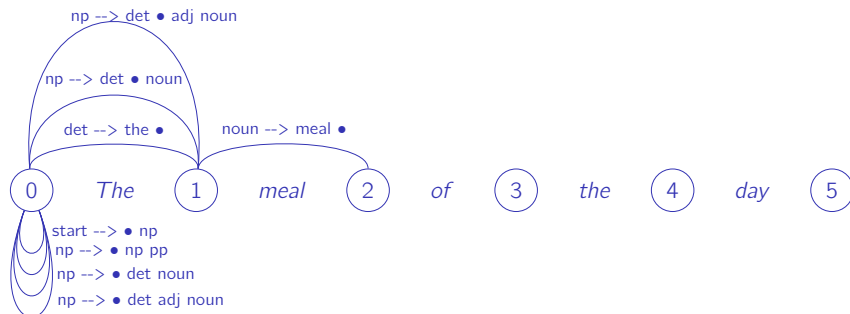 np --> det • adj noun
np --> det • noun
det --> the •
noun --> meal •
0 The 1 meal 2 of 3 the 4 day 5
start --> • np
np --> • np pp
np --> • det noun
np --> • det adj noun